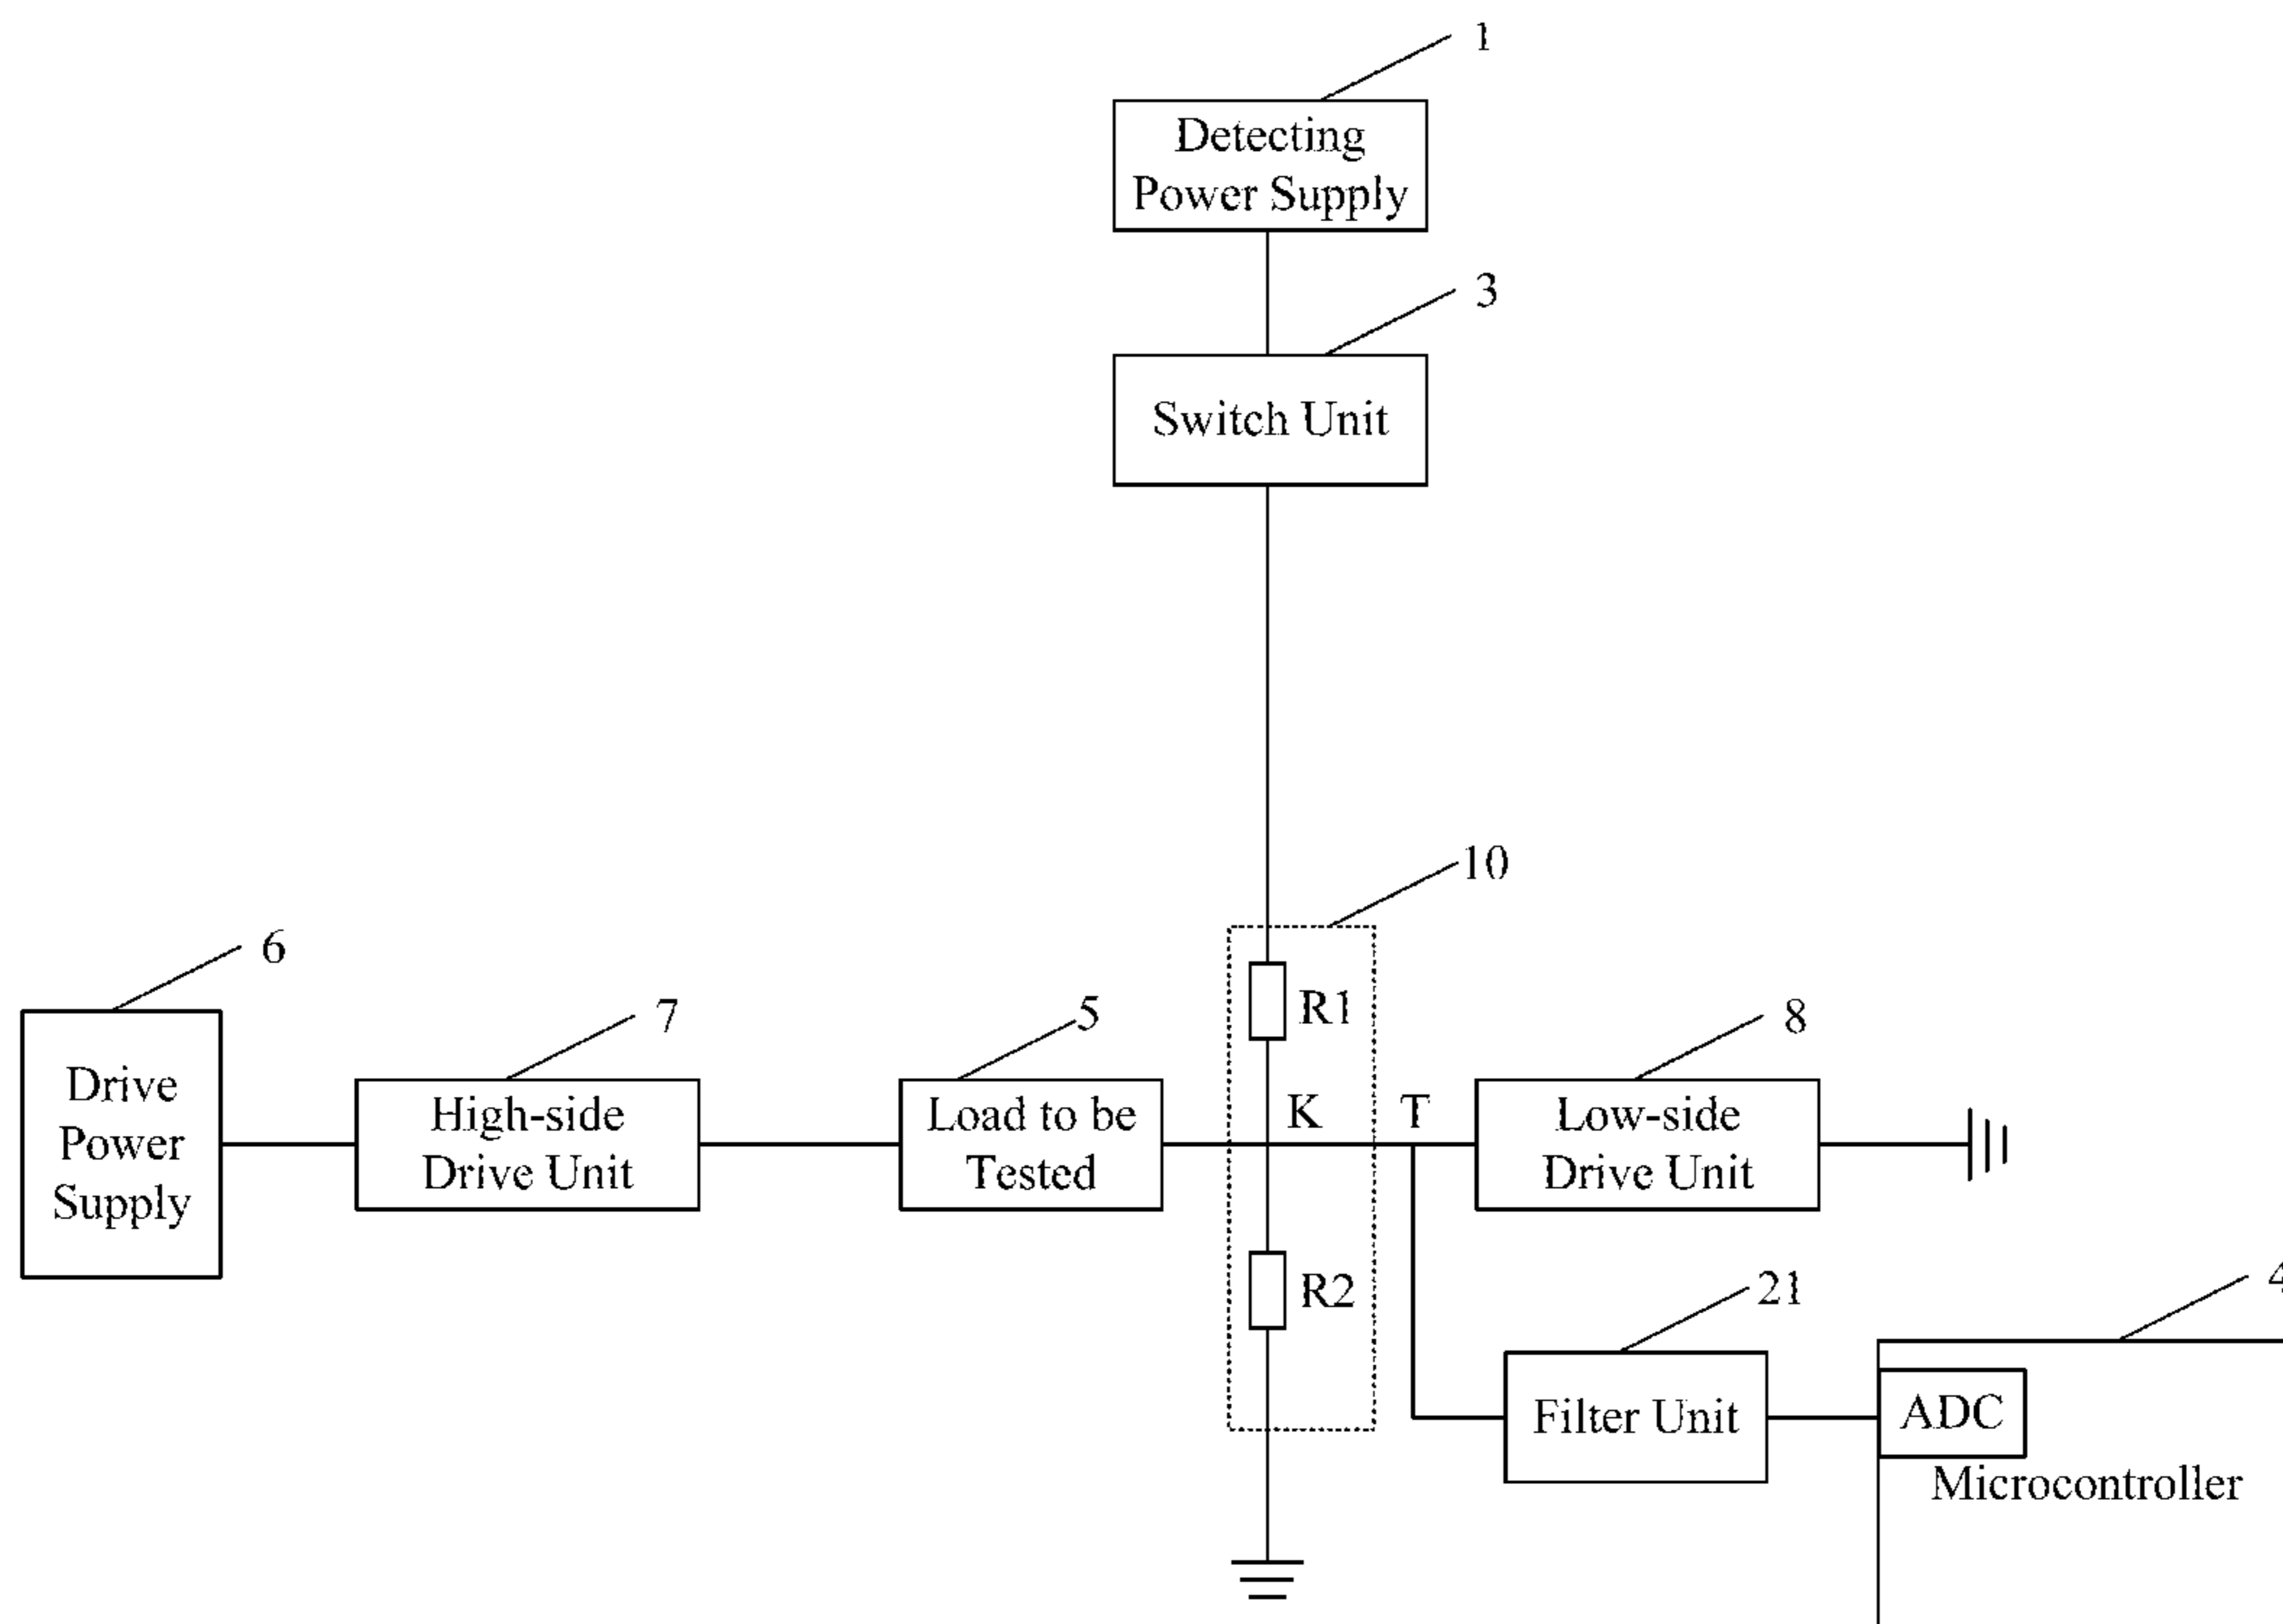 1
Detecting
Power Supply
3
Switch Unit
10
6
R1
7
5
8
Drive
Power
Supply
High-side
Drive Unit
Load to be
Tested
K
T
Low-side
Drive Unit
R2
21
4
Filter Unit
ADC
Microcontroller